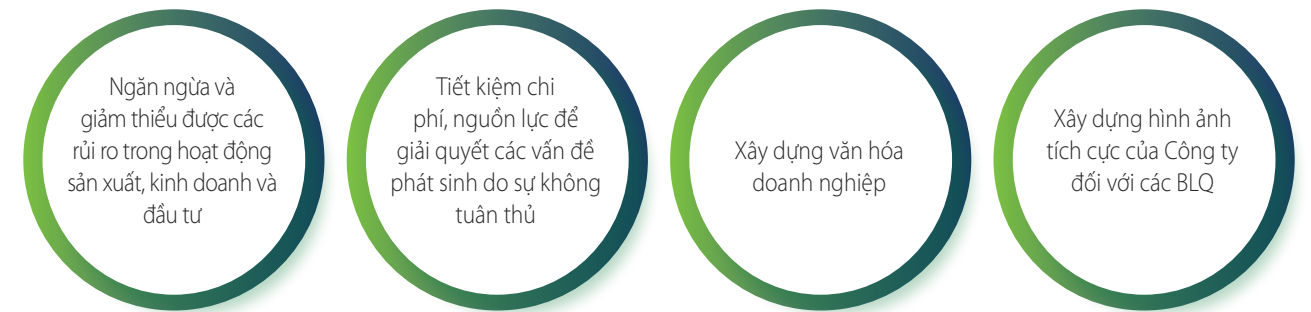 Ngăn ngừa và
giảm thiểu được các
rủi ro trong hoạt động
sản xuất, kinh doanh và
đầu tư
Tiết kiệm chi
phí, nguồn lực để
giải quyết các vấn đề
phát sinh do sự không
tuân thủ
Xây dựng văn hóa
doanh nghiệp
Xây dựng hình ảnh
tích cực của Công ty
đối với các BLQ